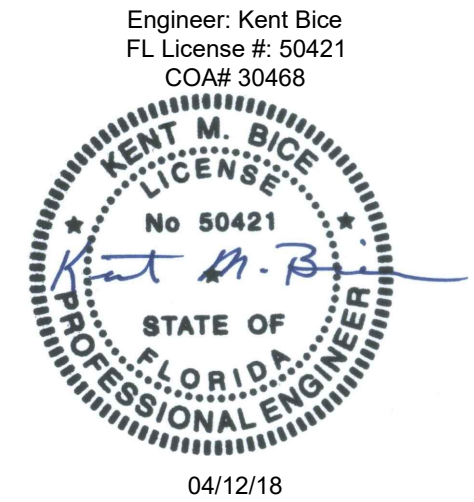 Engineer: Kent Bice
FL License #: 50421
COA# 30468
KENT M. BICE
LICENSE
No 50421
Kent M. Bice
STATE OF
FLORIDA
PROFESSIONAL ENGINEER
04/12/18